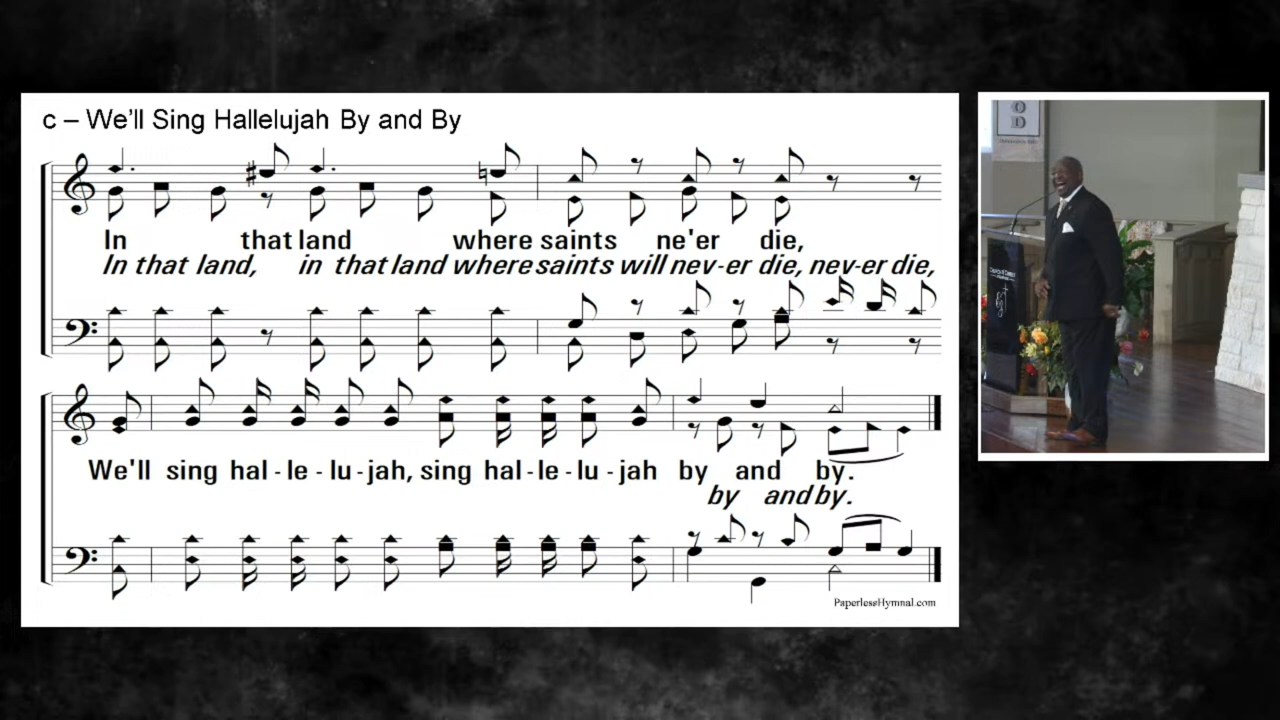 c – We'll Sing Hallelujah By and By
In that land where saints ne'er die,
In that land, in that land where saints will nev-er die, nev-er die,
We'll sing hal - le - lu - jah, sing hal - le - lu - jah by and by.
by and by.
PaperlessHymnal.com
OD